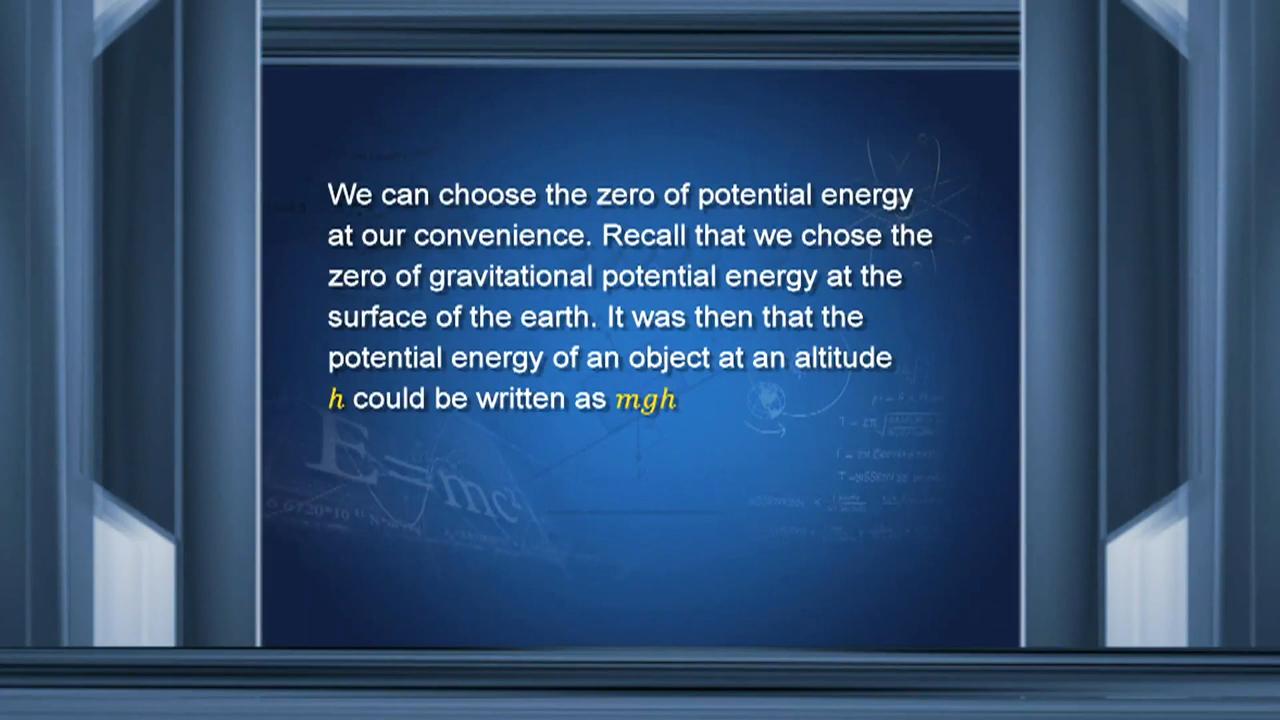 We can choose the zero of potential energy
at our convenience. Recall that we chose the
zero of gravitational potential energy at the
surface of the earth. It was then that the
potential energy of an object at an altitude
h could be written as mgh
E=mc²